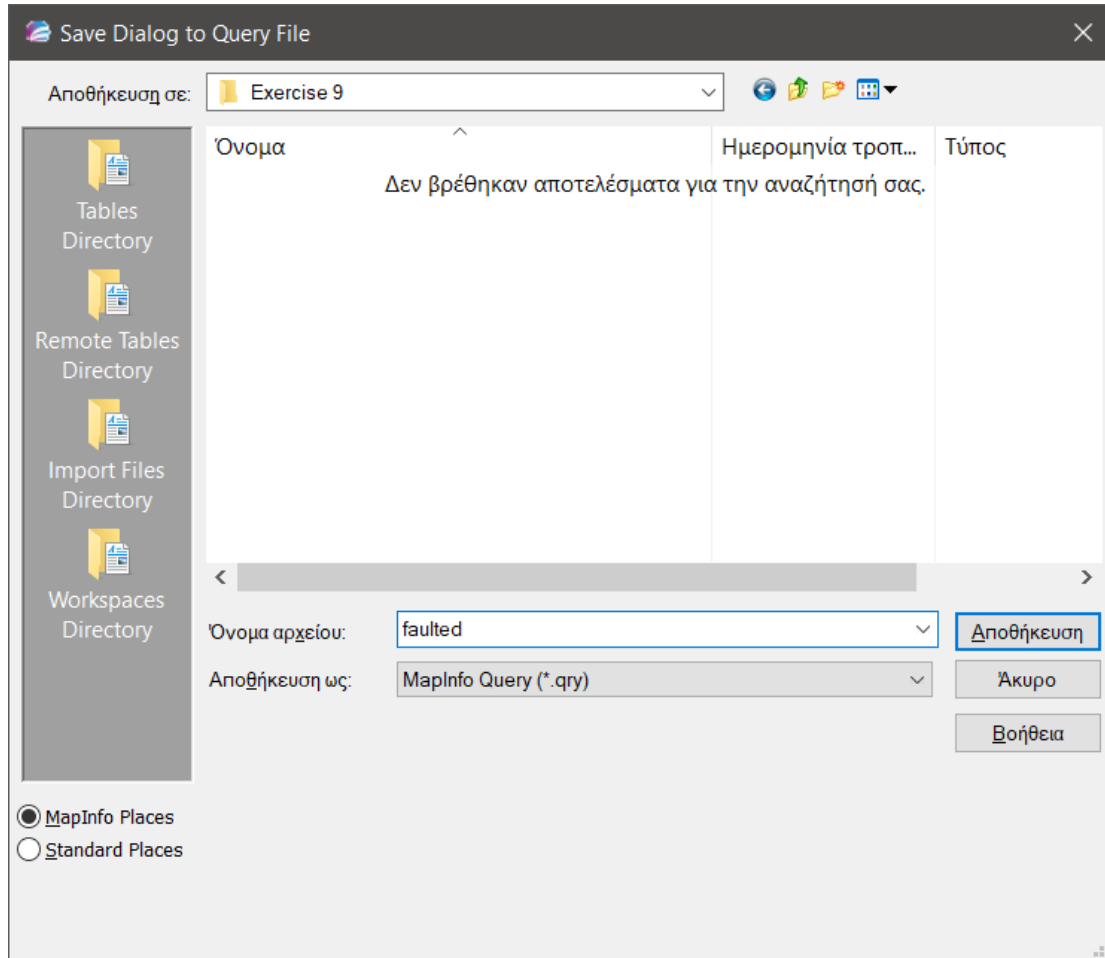 Save Dialog to Query File
Αποθήκευση σε:
Exercise 9
Όνομα
Ημερομηνία τροπ...
Τύπος
Δεν βρέθηκαν αποτελέσματα για την αναζήτησή σας.
Tables
Directory
Remote Tables
Directory
Import Files
Directory
Workspaces
Directory
Όνομα αρχείου:
faulted
Αποθήκευση
Αποθήκευση ως:
MapInfo Query (*.qry)
Άκυρο
Βοήθεια
MapInfo Places
Standard Places